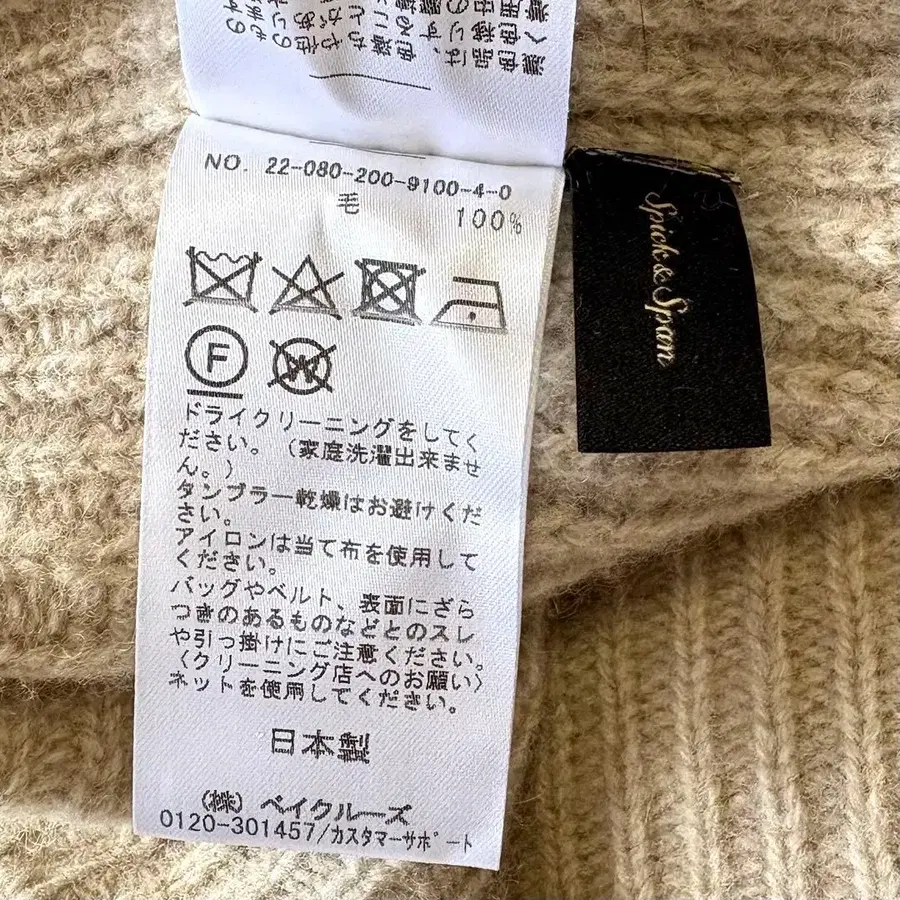 NO. 22-080-200-9100-4-0
毛
100%
F
W
ドライクリーニングをしてく
ださい。（家庭洗濯出来ませ
ん。）
タンブラー乾燥はお避けくだ
さい。
アイロンは当て布を使用して
ください。
バッグやベルト、表面にざら
つきのあるものなどとのスレ
や引っ掛けにご注意ください。
〈クリーニング店へのお願い〉
ネットを使用してください。
日本製
（株）ベイクルーズ
0120-301457/カスタマーサポート
Spick & Span